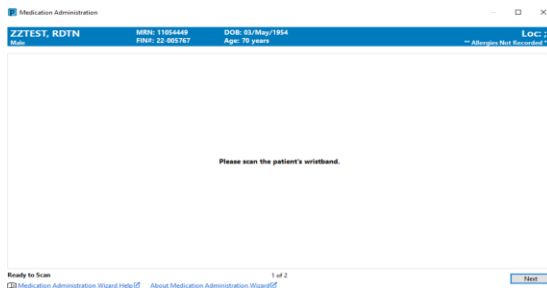 Medication Administration
ZZTEST, RDTN MRN: 11054449 DOB: 03/May/1954 Loc: ;
Male FIN#: 22-005767 Age: 70 years ** Allergies Not Recorded *
Please scan the patient's wristband.
Ready to Scan 1 of 2 Next
Medication Administration Wizard Help About Medication Administration Wizard